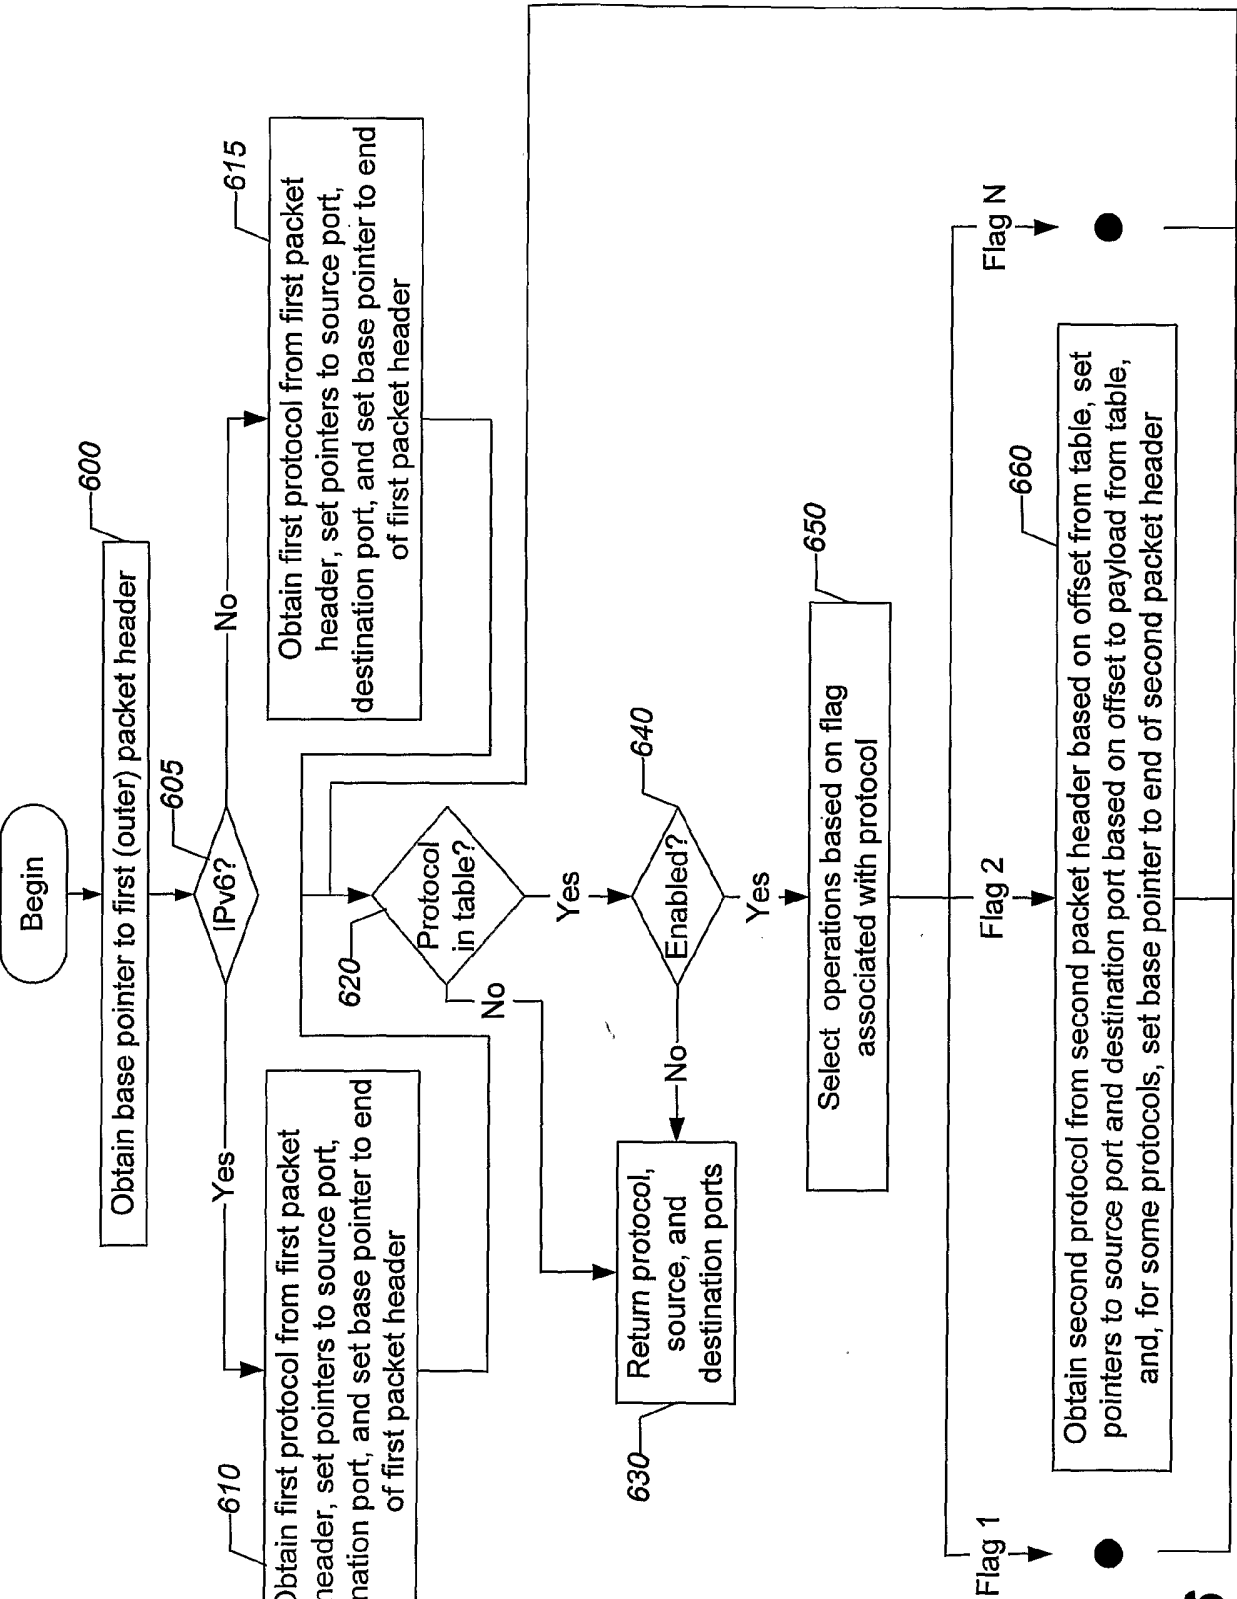 Begin
600
Obtain base pointer to first (outer) packet header
605
IPv6?
Yes
No
610
Obtain first protocol from first packet
header, set pointers to source port,
nation port, and set base pointer to end
of first packet header
615
Obtain first protocol from first packet
header, set pointers to source port,
destination port, and set base pointer to end
of first packet header
620
Protocol
in table?
No
Yes
640
Enabled?
No
Yes
630
Return protocol,
source, and
destination ports
650
Select operations based on flag
associated with protocol
Flag 1
Flag 2
Flag N
660
Obtain second protocol from second packet header based on offset from table, set
pointers to source port and destination port based on offset to payload from table,
and, for some protocols, set base pointer to end of second packet header
6